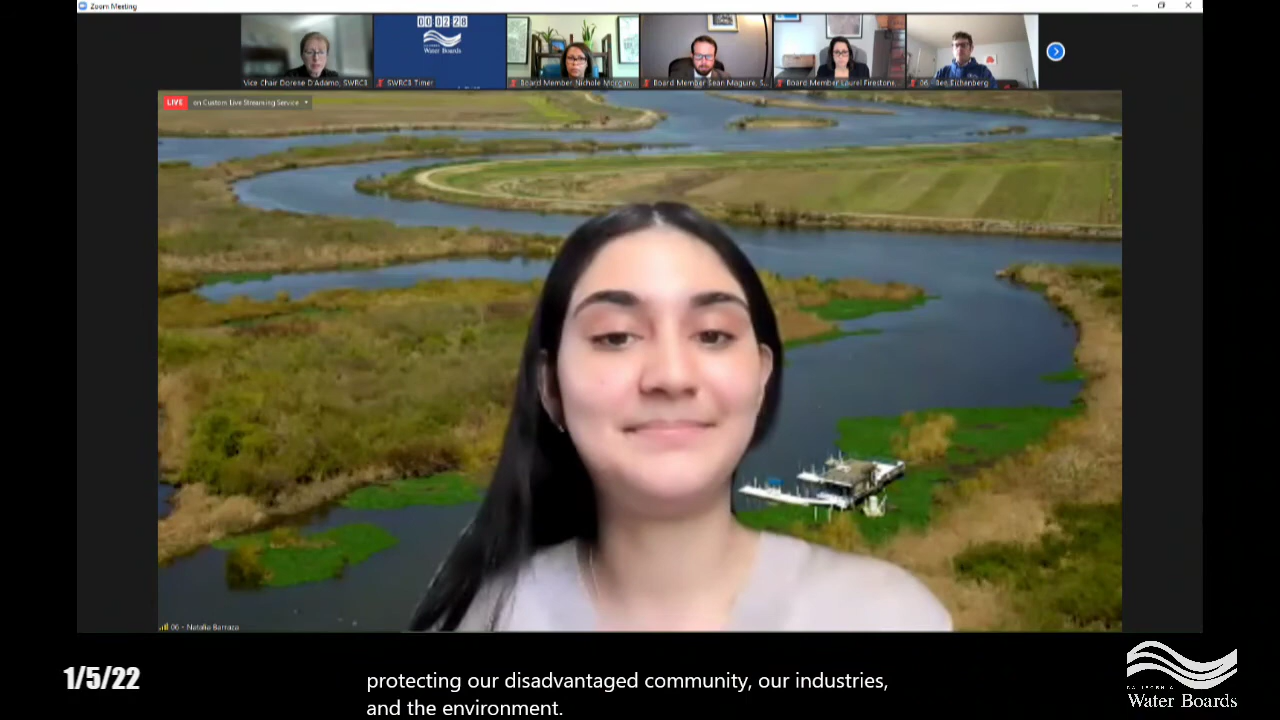 Zoom Meeting
00 02 28
CALIFORNIA
Water Boards
Vice Chair Dorene D'Adamo, SWRCB
SWRCB Timer
Board Member Nichole Morgan...
Board Member Sean Maguire, S...
Board Member Laurel Firestone,
06 - Ben Eichenberg
LIVE
on Custom Live Streaming Service
06 - Natalia Barraza
1/5/22
protecting our disadvantaged community, our industries,
and the environment.
CALIFORNIA
Water Boards